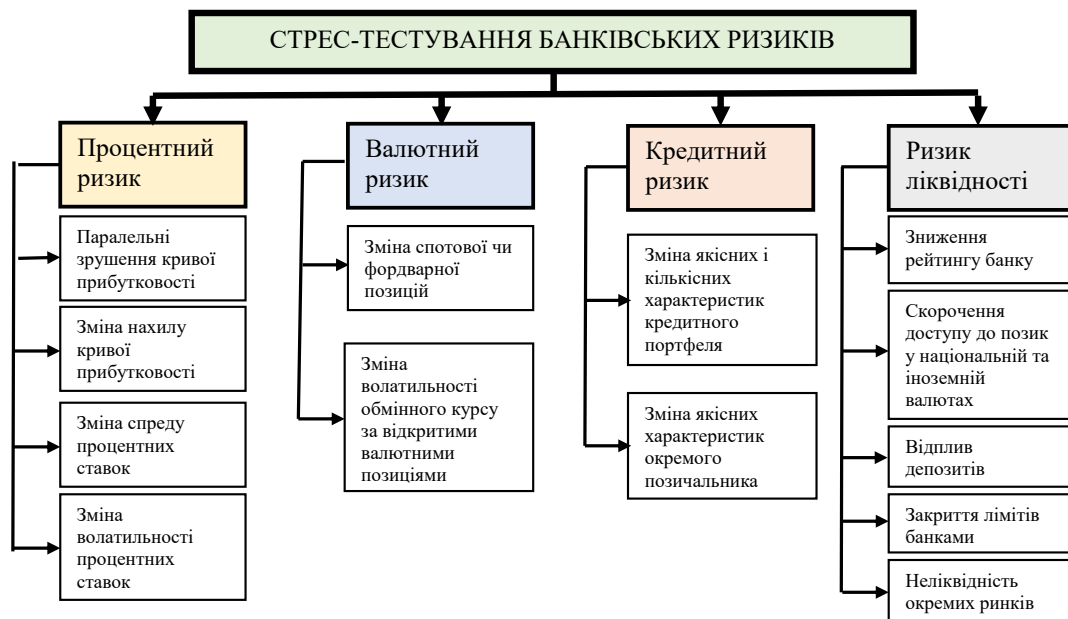 СТРЕС-ТЕСТУВАННЯ БАНКІВСЬКИХ РИЗИКІВ
Процентний
ризик
Паралельні
зрушення кривої
прибутковості
Зміна нахилу
кривої
прибутковості
Зміна спреду
процентних
ставок
Зміна
волатильності
процентних
ставок
Валютний
ризик
Зміна спотової чи
фордварної
позицій
Зміна
волатильності
обмінного курсу
за відкритими
валютними
позиціями
Кредитний
ризик
Зміна якісних і
кількісних
характеристик
кредитного
портфеля
Зміна якісних
характеристик
окремого
позичальника
Ризик
ліквідності
Зниження
рейтингу банку
Скорочення
доступу до позик
у національній та
іноземній
валютах
Відплив
депозитів
Закриття лімітів
банками
Неліквідність
окремих ринків